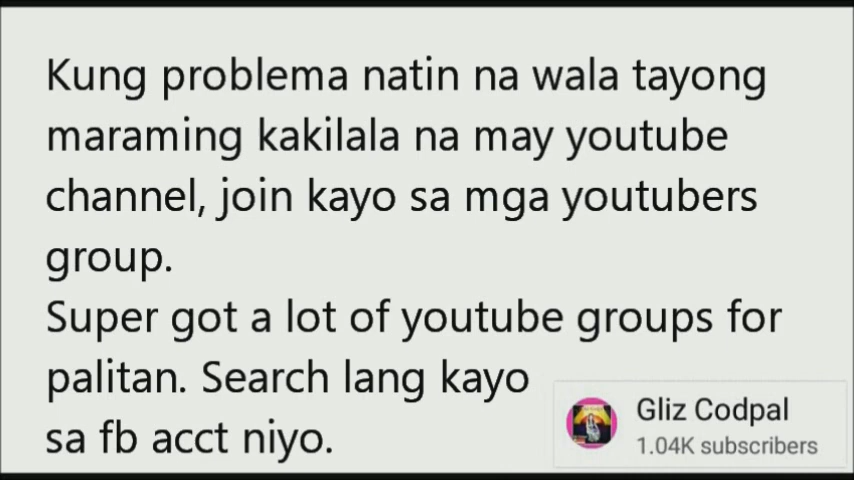 Kung problema natin na wala tayong
maraming kakilala na may youtube
channel, join kayo sa mga youtubers
group.
Super got a lot of youtube groups for
palitan. Search lang kayo
sa fb acct niyo.
Gliz Codpal
1.04K subscribers